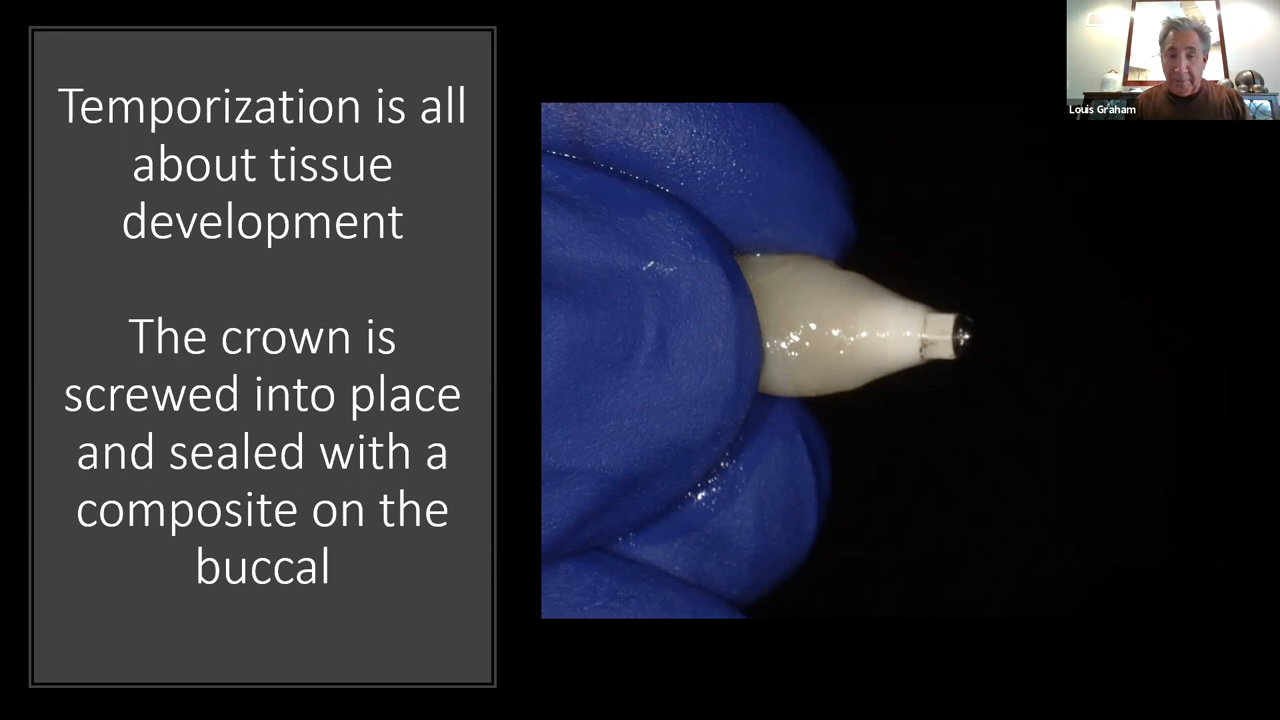 Temporization is all
about tissue
development
The crown is
screwed into place
and sealed with a
composite on the
buccal
Louis Graham